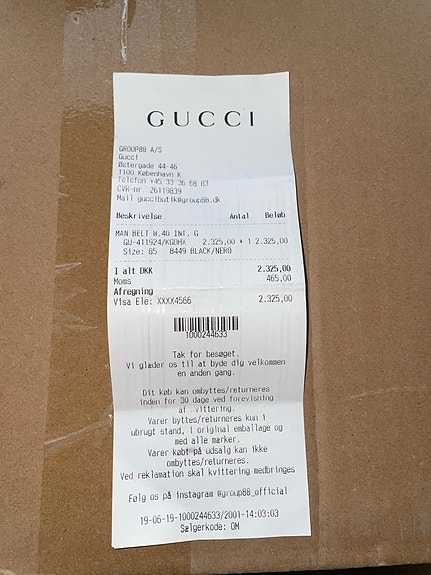 GUCCI
GROUP88 A/S
Gucci
Østergade 44-46
1100 København K
Telefon +45 33 36 68 83
CVR-nr. 26119839
Mail gucci butik@group88.dk
Beskrivelse Antal Beløb
MAN BELT W.40 INT. G
GU-411924/KGDHX 2.325,00 * 1 2.325,00
Size: 85 8449 BLACK/NERO
I alt DKK 2.325,00
Moms 465,00
Afregning
Visa Ele: XXXX4566 2.325,00
1000244633
Tak for besøget.
Vi glæder os til at byde dig velkommen
en anden gang.
Dit køb kan ombyttes/returneres
inden for 30 dage ved forevisning
af kvittering.
Varer byttes/returneres kun i
ubrugt stand, i original emballage og
med alle mærker.
Varer købt på udsalg kan ikke
ombyttes/returneres.
Ved reklamation skal kvittering medbringes
Følg os på instagram @group88_official
19-06-19-1000244633/2001-14:03:03
Sælgerkode: OM